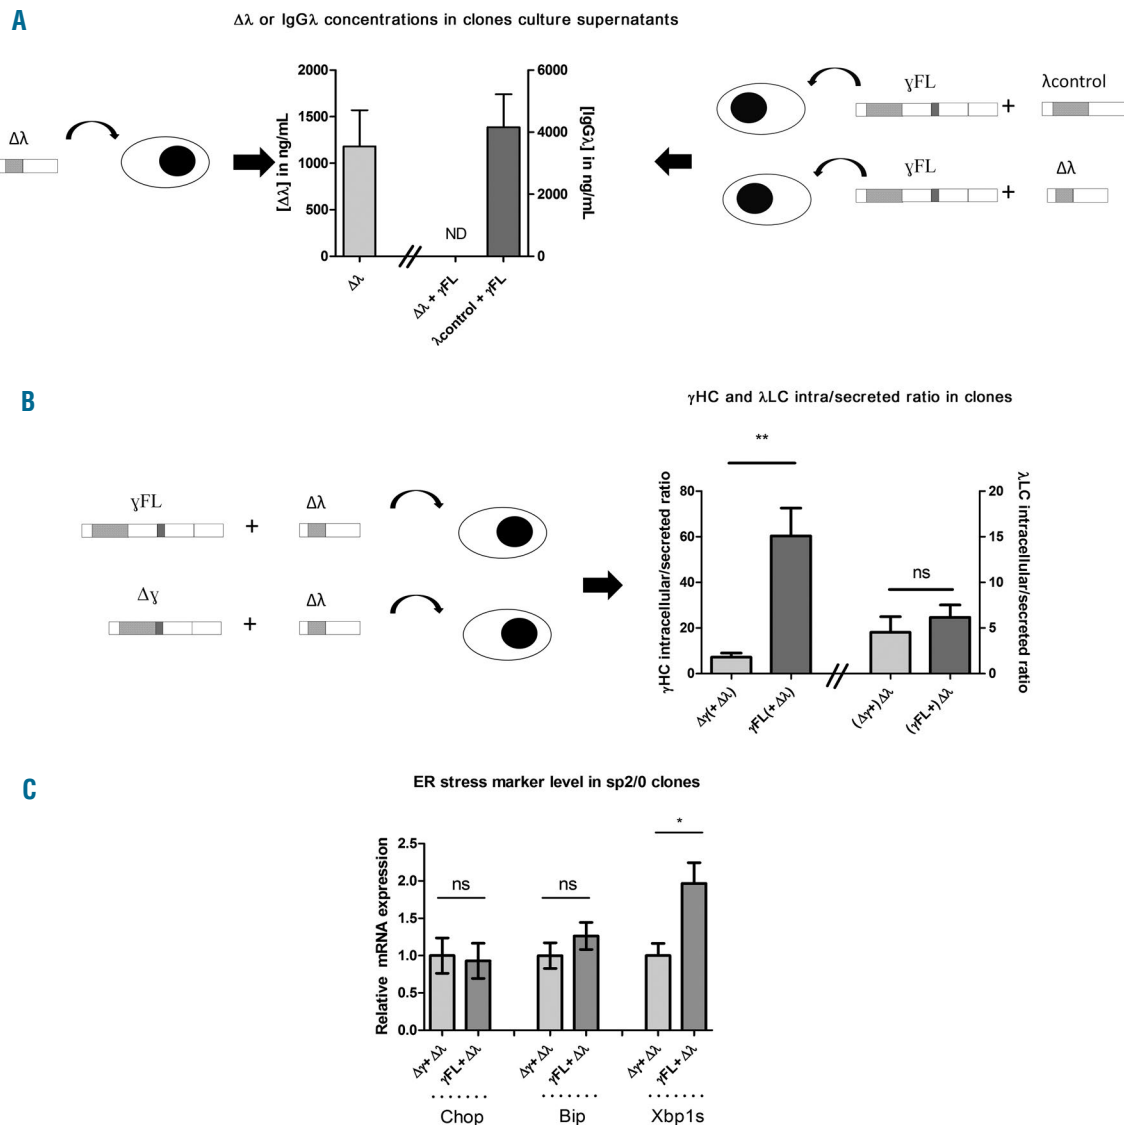 A
Δλ or IgGλ concentrations in clones culture supernatants
Δλ
[Δλ] in ng/mL
2000
1500
1000
500
0
ND
6000
4000
2000
0
[IgGλ] in ng/mL
Δλ
Δλ + γFL
λcontrol + γFL
ɣFL
+
λcontrol
ɣFL
+
Δλ
B
γHC and λLC intra/secreted ratio in clones
ɣFL
+
Δλ
Δɣ
+
Δλ
γHC intracellular/secreted ratio
80
60
40
20
0
**
ns
20
15
10
5
0
λLC intracellular/secreted ratio
Δγ(+Δλ)
γFL(+Δλ)
(Δγ+)Δλ
(γFL+)Δλ
C
ER stress marker level in sp2/0 clones
Relative mRNA expression
2.5
2.0
1.5
1.0
0.5
0.0
ns
ns
*
Δγ+Δλ
γFL+Δλ
Δγ+Δλ
γFL+Δλ
Δγ+Δλ
γFL+Δλ
Chop
Bip
Xbp1s